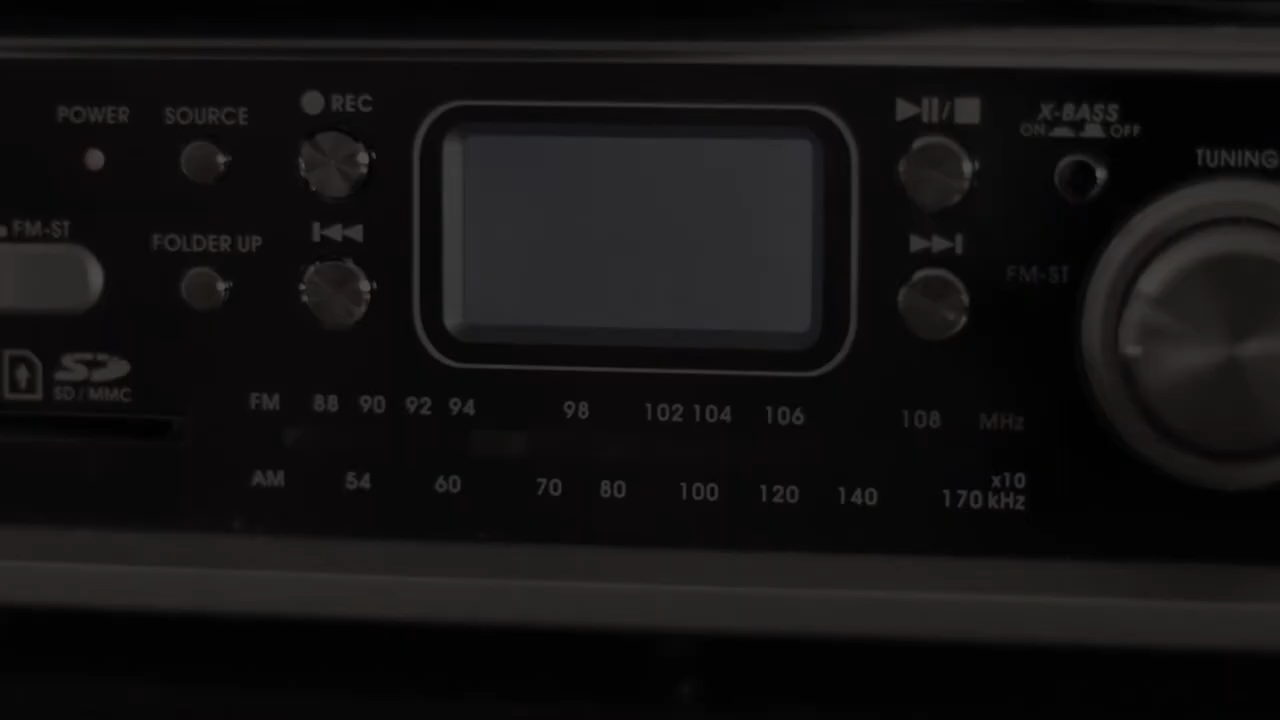 POWER
SOURCE
REC
X-BASS
ON OFF
TUNING
FM-ST
FOLDER UP
FM-ST
SD
SD / MMC
FM 88 90 92 94 98 102 104 106 108 MHz
AM 54 60 70 80 100 120 140 170 kHz
x10